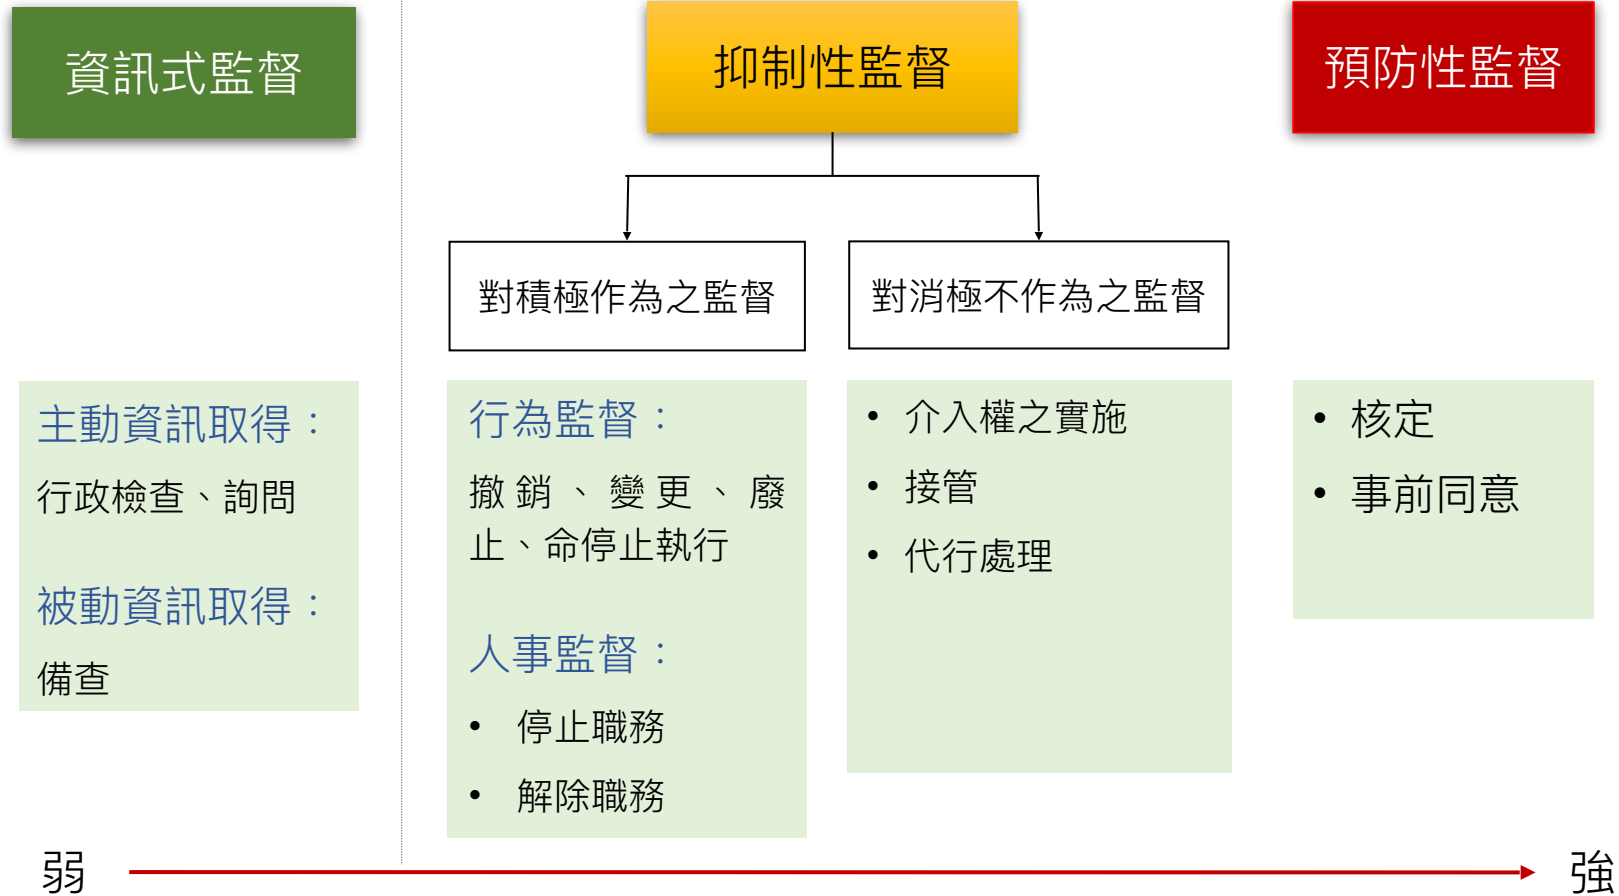 資訊式監督
抑制性監督
預防性監督
對積極作為之監督
對消極不作為之監督
主動資訊取得：
行政檢查、詢問
被動資訊取得：
備查
行為監督：
撤銷、變更、廢
止、命停止執行
人事監督：
• 停止職務
• 解除職務
• 介入權之實施
• 接管
• 代行處理
• 核定
• 事前同意
弱
強